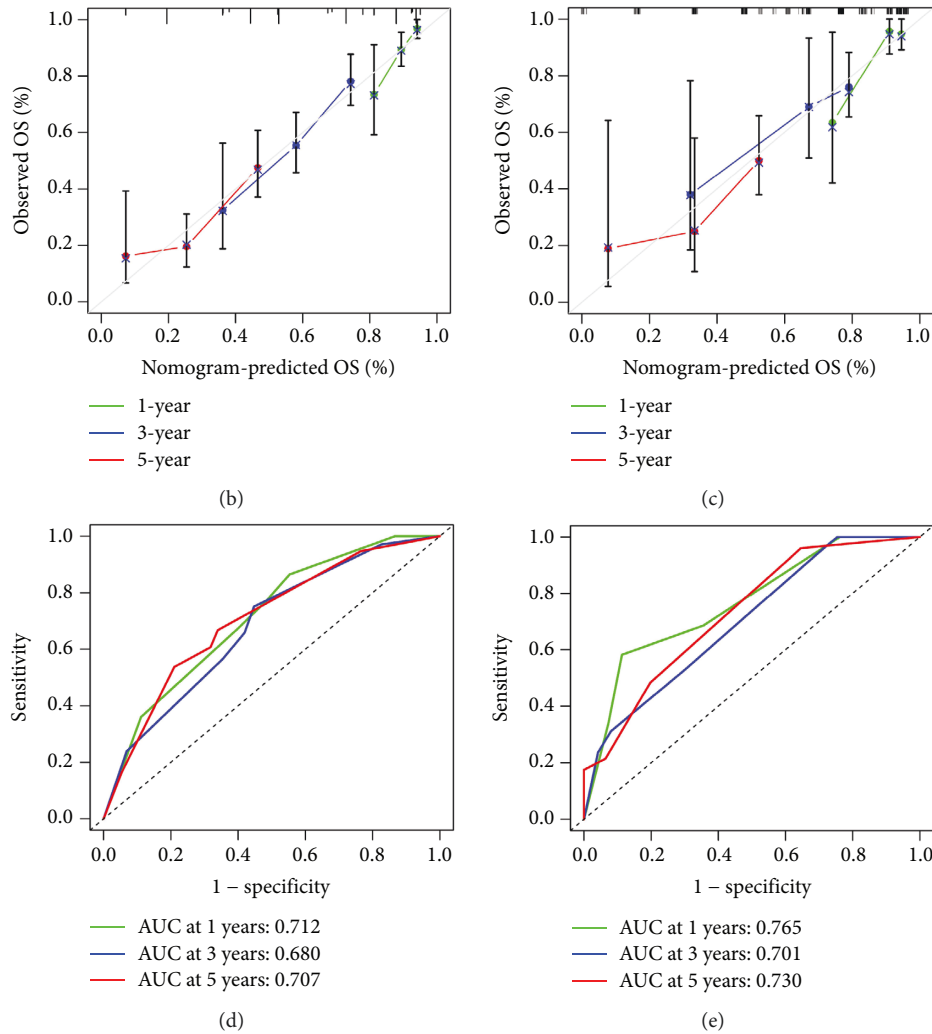 1.0
0.8
0.6
0.4
0.2
0.0
Observed OS (%)
0.0 0.2 0.4 0.6 0.8 1.0
Nomogram-predicted OS (%)
1-year
3-year
5-year
(b)
1.0
0.8
0.6
0.4
0.2
0.0
Observed OS (%)
0.0 0.2 0.4 0.6 0.8 1.0
Nomogram-predicted OS (%)
1-year
3-year
5-year
(c)
1.0
0.8
0.6
0.4
0.2
0.0
Sensitivity
0.0 0.2 0.4 0.6 0.8 1.0
1 − specificity
AUC at 1 years: 0.712
AUC at 3 years: 0.680
AUC at 5 years: 0.707
(d)
1.0
0.8
0.6
0.4
0.2
0.0
Sensitivity
0.0 0.2 0.4 0.6 0.8 1.0
1 − specificity
AUC at 1 years: 0.765
AUC at 3 years: 0.701
AUC at 5 years: 0.730
(e)